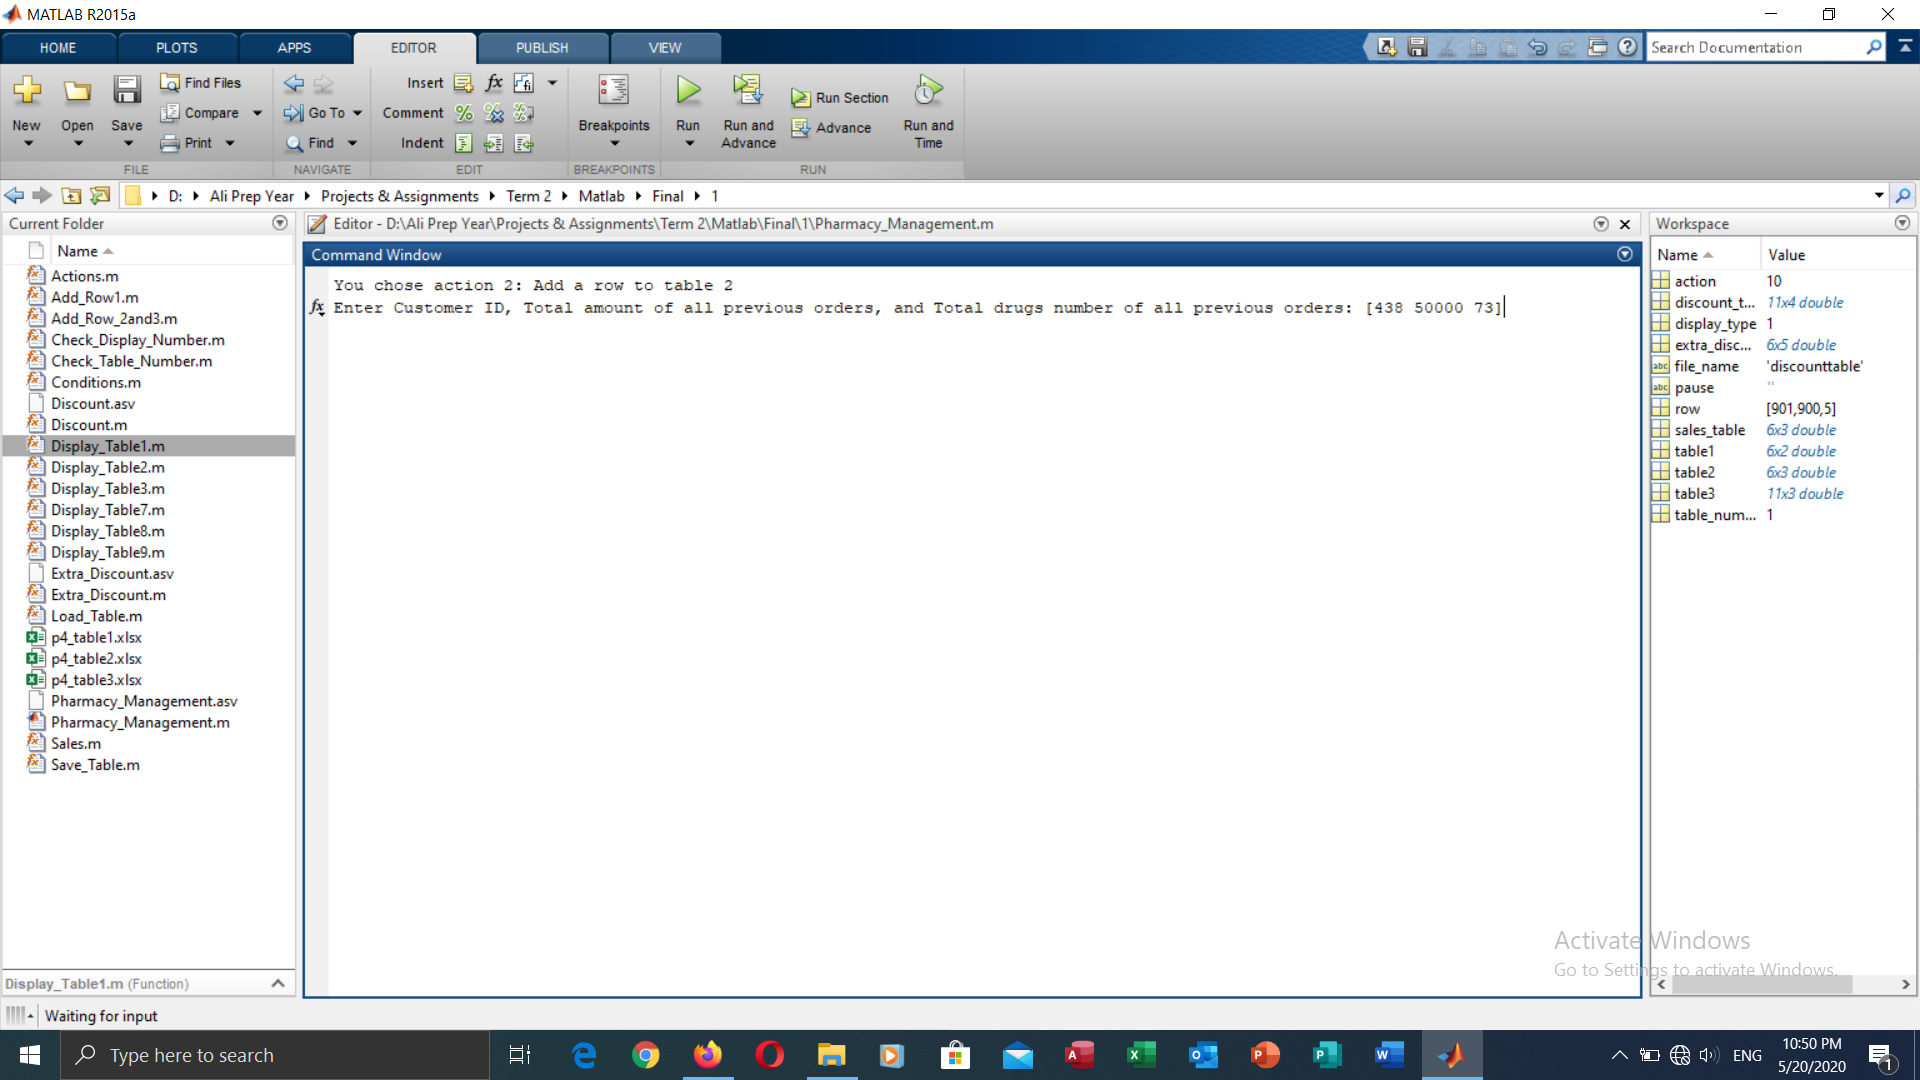 MATLAB R2015a
HOME PLOTS APPS EDITOR PUBLISH VIEW
Search Documentation
New Open Save
Find Files
Compare
Print
FILE
Go To
Find
NAVIGATE
Insert
Comment
Indent
EDIT
Breakpoints
BREAKPOINTS
Run
Run and Advance
Run Section
Advance
Run and Time
RUN
D: Ali Prep Year Projects & Assignments Term 2 Matlab Final 1
Current Folder
Name
Actions.m
Add_Row1.m
Add_Row_2and3.m
Check_Display_Number.m
Check_Table_Number.m
Conditions.m
Discount.asv
Discount.m
Display_Table1.m
Display_Table2.m
Display_Table3.m
Display_Table7.m
Display_Table8.m
Display_Table9.m
Extra_Discount.asv
Extra_Discount.m
Load_Table.m
p4_table1.xlsx
p4_table2.xlsx
p4_table3.xlsx
Pharmacy_Management.asv
Pharmacy_Management.m
Sales.m
Save_Table.m
Display_Table1.m (Function)
Editor - D:\Ali Prep Year\Projects & Assignments\Term 2\Matlab\Final\1\Pharmacy_Management.m
Command Window
You chose action 2: Add a row to table 2
fx Enter Customer ID, Total amount of all previous orders, and Total drugs number of all previous orders: [438 50000 73]
Workspace
Name Value
action 10
discount_t... 11x4 double
display_type 1
extra_disc... 6x5 double
file_name 'discounttable'
pause ''
row [901,900,5]
sales_table 6x3 double
table1 6x2 double
table2 6x3 double
table3 11x3 double
table_num... 1
Activate Windows
Go to Settings to activate Windows.
Waiting for input
Type here to search
ENG
10:50 PM
5/20/2020
1